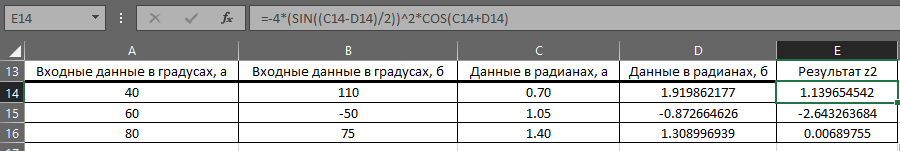 E14 =-4*(SIN((C14-D14)/2))^2*COS(C14+D14)
A B C D E
13 Входные данные в градусах, а Входные данные в градусах, б Данные в радианах, а Данные в радианах, б Результат z2
14 40 110 0.70 1.919862177 1.139654542
15 60 -50 1.05 -0.872664626 -2.643263684
16 80 75 1.40 1.308996939 0.00689755